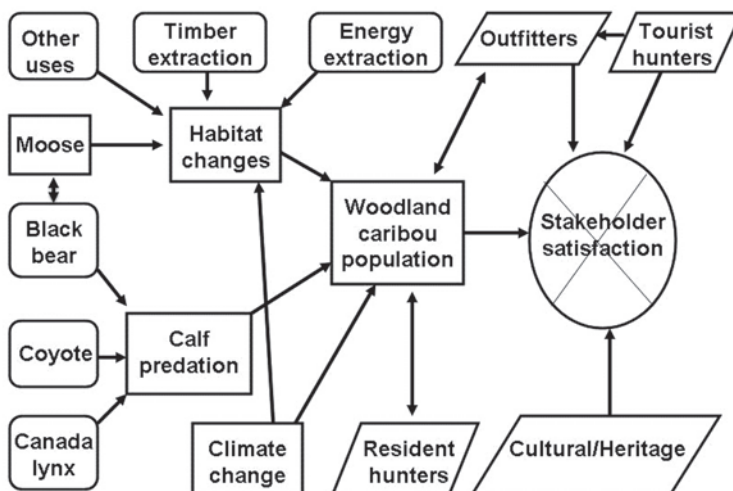 Other
uses
Timber
extraction
Energy
extraction
Outfitters
Tourist
hunters
Moose
Habitat
changes
Black
bear
Woodland
caribou
population
Stakeholder
satisfaction
Coyote
Calf
predation
Canada
lynx
Climate
change
Resident
hunters
Cultural/Heritage